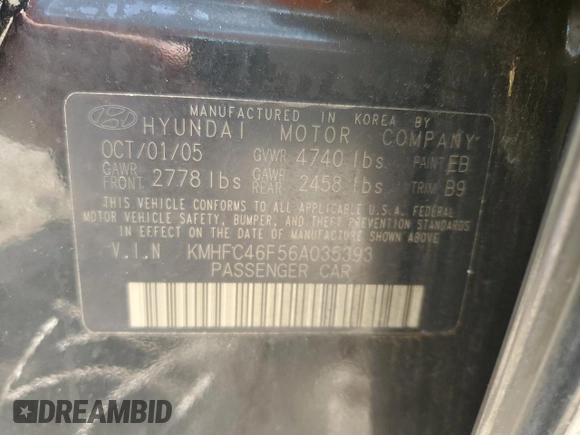 MANUFACTURED IN KOREA BY
HYUNDAI MOTOR COMPANY
OCT/01/05 GVWR 4740 lbs PAINT EB
GAWR FRONT 2778 lbs GAWR REAR 2458 lbs TRIM B9
THIS VEHICLE CONFORMS TO ALL APPLICABLE U.S.A. FEDERAL
MOTOR VEHICLE SAFETY, BUMPER, AND THEFT PREVENTION STANDARDS
IN EFFECT ON THE DATE OF MANUFACTURE SHOWN ABOVE
V.I.N KMHFC46F56A035393
PASSENGER CAR
DREAMBID